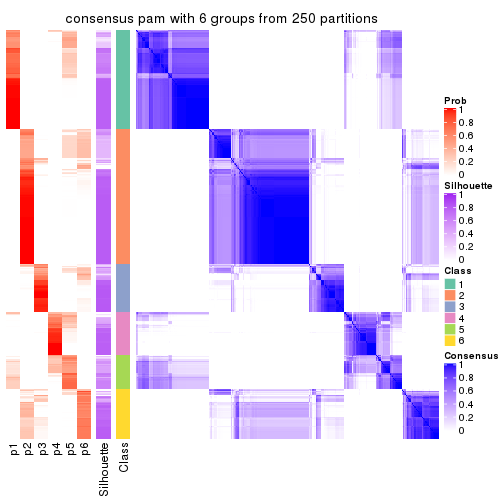 consensus pam with 6 groups from 250 partitions
Prob
1
0.8
0.6
0.4
0.2
0
Silhouette
1
0.8
0.6
0.4
0.2
0
Class
1
2
3
4
5
6
Consensus
1
0.8
0.6
0.4
0.2
0
p1
p2
p3
p4
p5
p6
Silhouette
Class